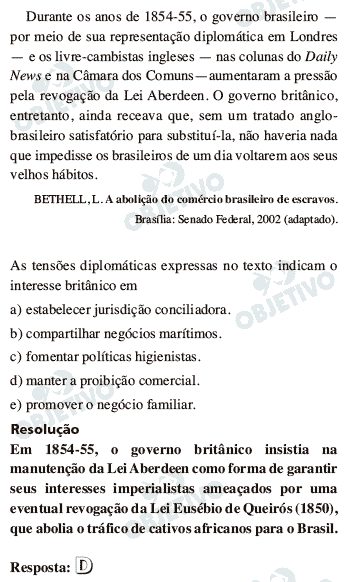 Durante os anos de 1854-55, o governo brasileiro —
por meio de sua representação diplomática em Londres
— e os livre-cambistas ingleses — nas colunas do Daily
News e na Câmara dos Comuns — aumentaram a pressão
pela revogação da Lei Aberdeen. O governo britânico,
entretanto, ainda receava que, sem um tratado anglo-
brasileiro satisfatório para substituí-la, não haveria nada
que impedisse os brasileiros de um dia voltarem aos seus
velhos hábitos.
BETHELL, L. A abolição do comércio brasileiro de escravos.
Brasília: Senado Federal, 2002 (adaptado).
As tensões diplomáticas expressas no texto indicam o
interesse britânico em
a) estabelecer jurisdição conciliadora.
b) compartilhar negócios marítimos.
c) fomentar políticas higienistas.
d) manter a proibição comercial.
e) promover o negócio familiar.
Resolução
Em 1854-55, o governo britânico insistia na
manutenção da Lei Aberdeen como forma de garantir
seus interesses imperialistas ameaçados por uma
eventual revogação da Lei Eusébio de Queirós (1850),
que abolia o tráfico de cativos africanos para o Brasil.
Resposta: D
OBJETIVO
OBJETIVO
OBJETIVO
OBJETIVO
OBJETIVO